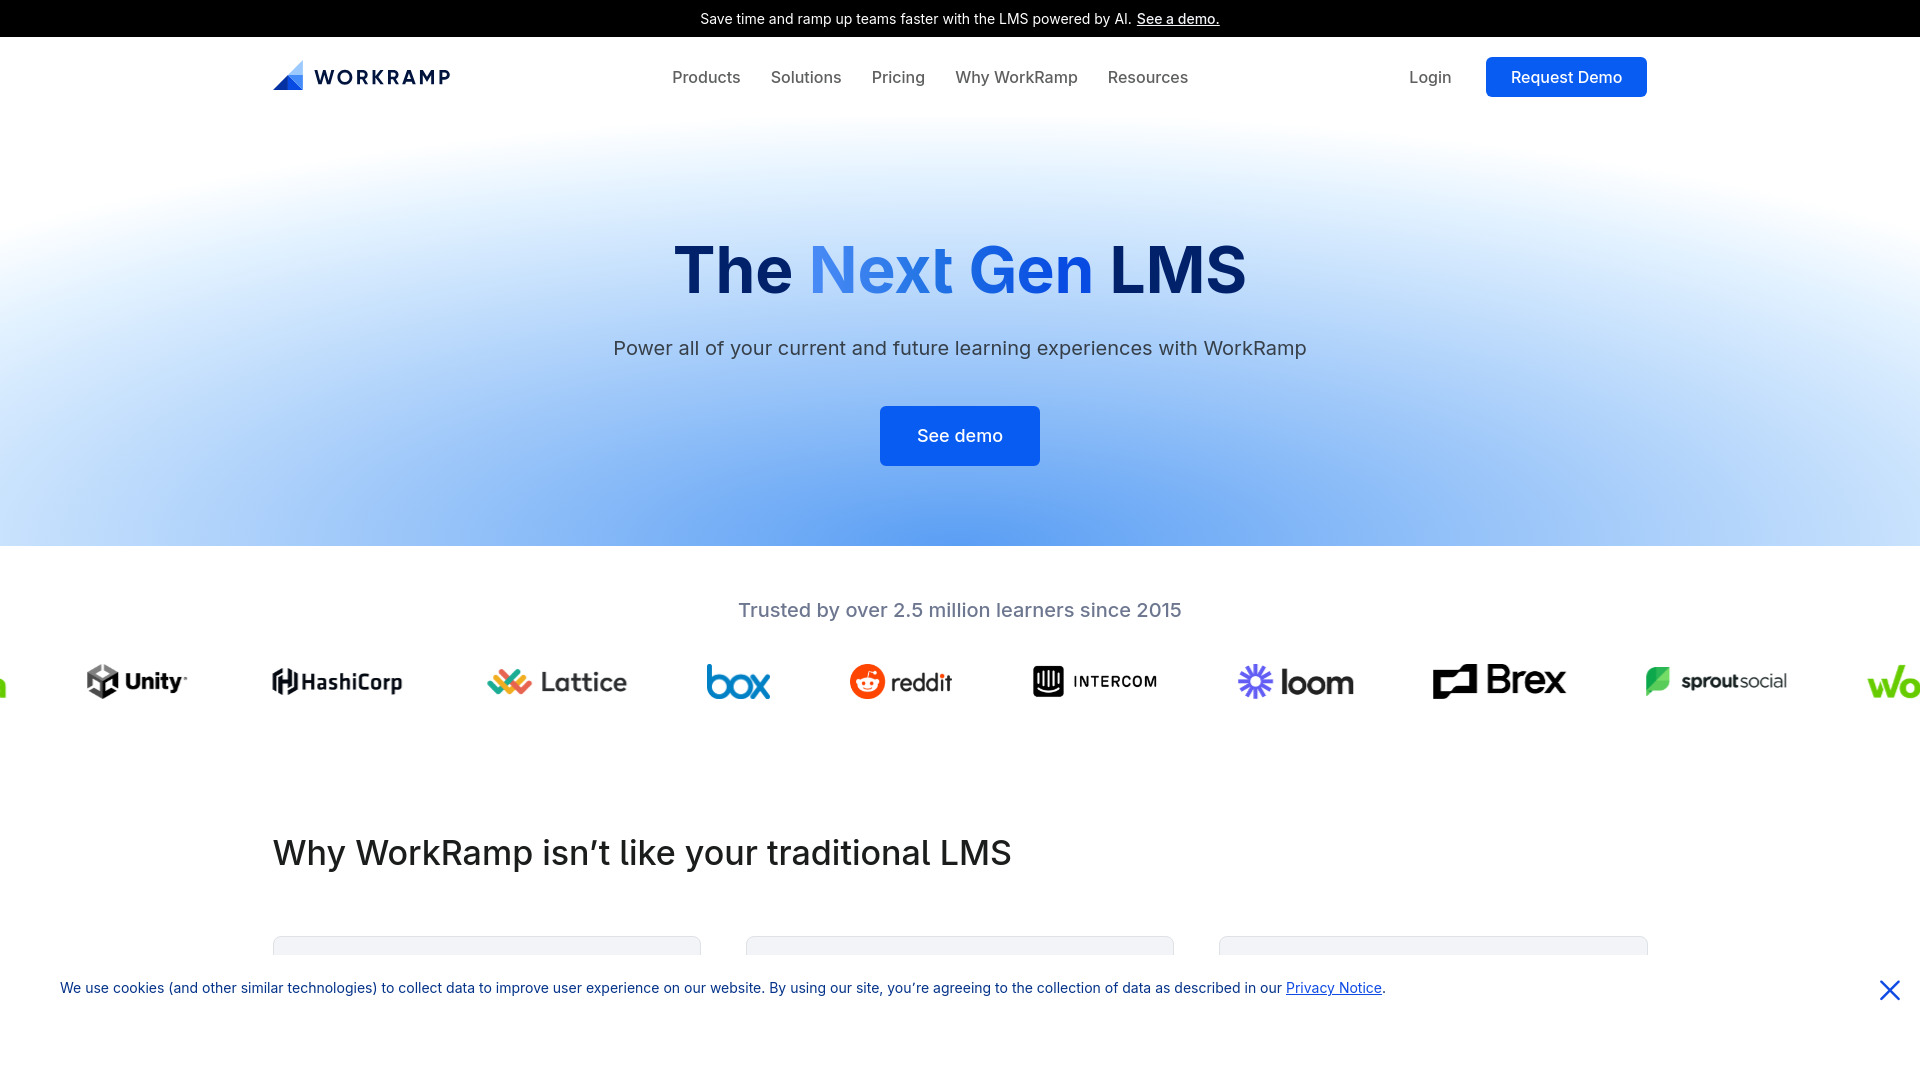 Save time and ramp up teams faster with the LMS powered by AI. See a demo.
WORKRAMP
Products
Solutions
Pricing
Why WorkRamp
Resources
Login
Request Demo
The Next Gen LMS
Power all of your current and future learning experiences with WorkRamp
See demo
Trusted by over 2.5 million learners since 2015
Unity
HashiCorp
Lattice
box
reddit
INTERCOM
loom
Brex
sproutsocial
wo
Why WorkRamp isn’t like your traditional LMS
We use cookies (and other similar technologies) to collect data to improve user experience on our website. By using our site, you’re agreeing to the collection of data as described in our Privacy Notice.